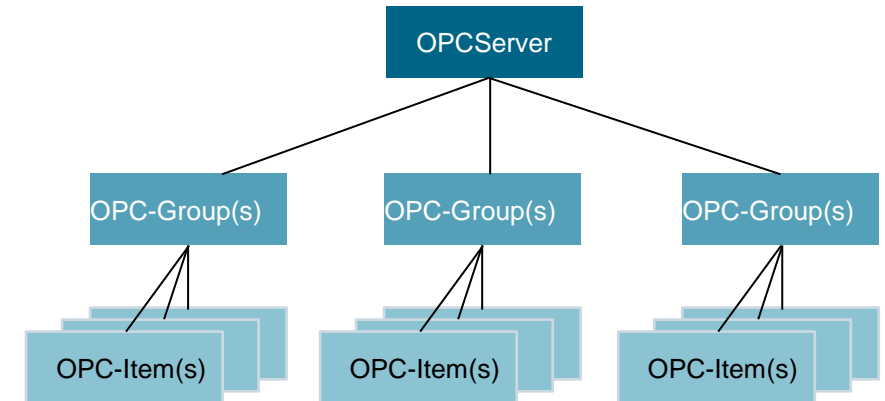 OPCServer
OPC-Group(s)
OPC-Group(s)
OPC-Group(s)
OPC-Item(s)
OPC-Item(s)
OPC-Item(s)